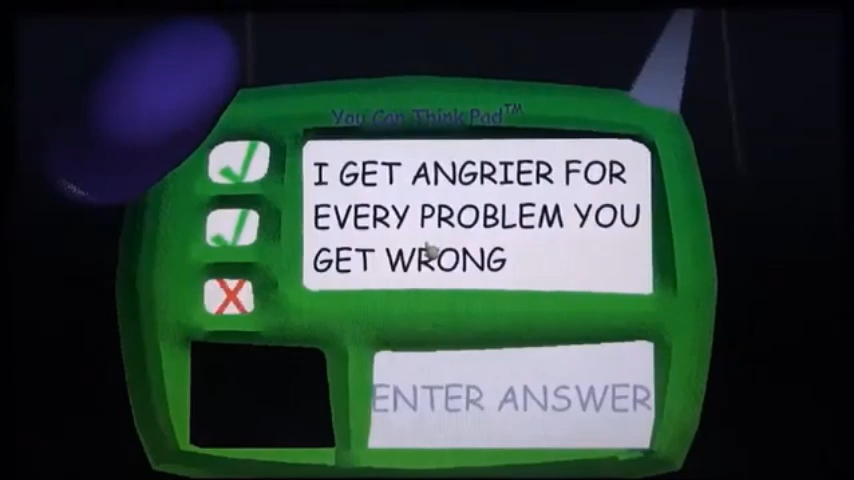 You Can Think Pad™
I GET ANGRIER FOR
EVERY PROBLEM YOU
GET WRONG
ENTER ANSWER